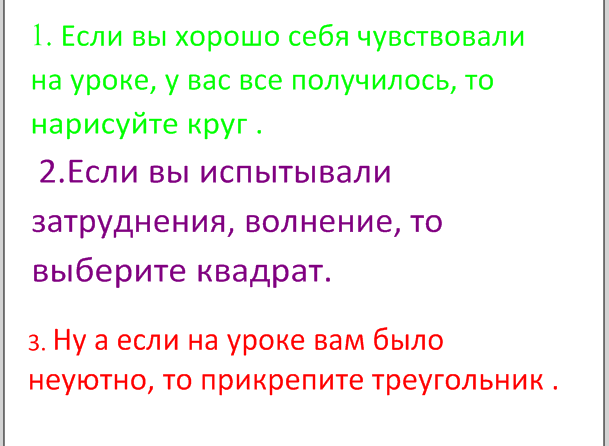 1. Если вы хорошо себя чувствовали
на уроке, у вас все получилось, то
нарисуйте круг .
2.Если вы испытывали
затруднения, волнение, то
выберите квадрат.
3. Ну а если на уроке вам было
неуютно, то прикрепите треугольник .